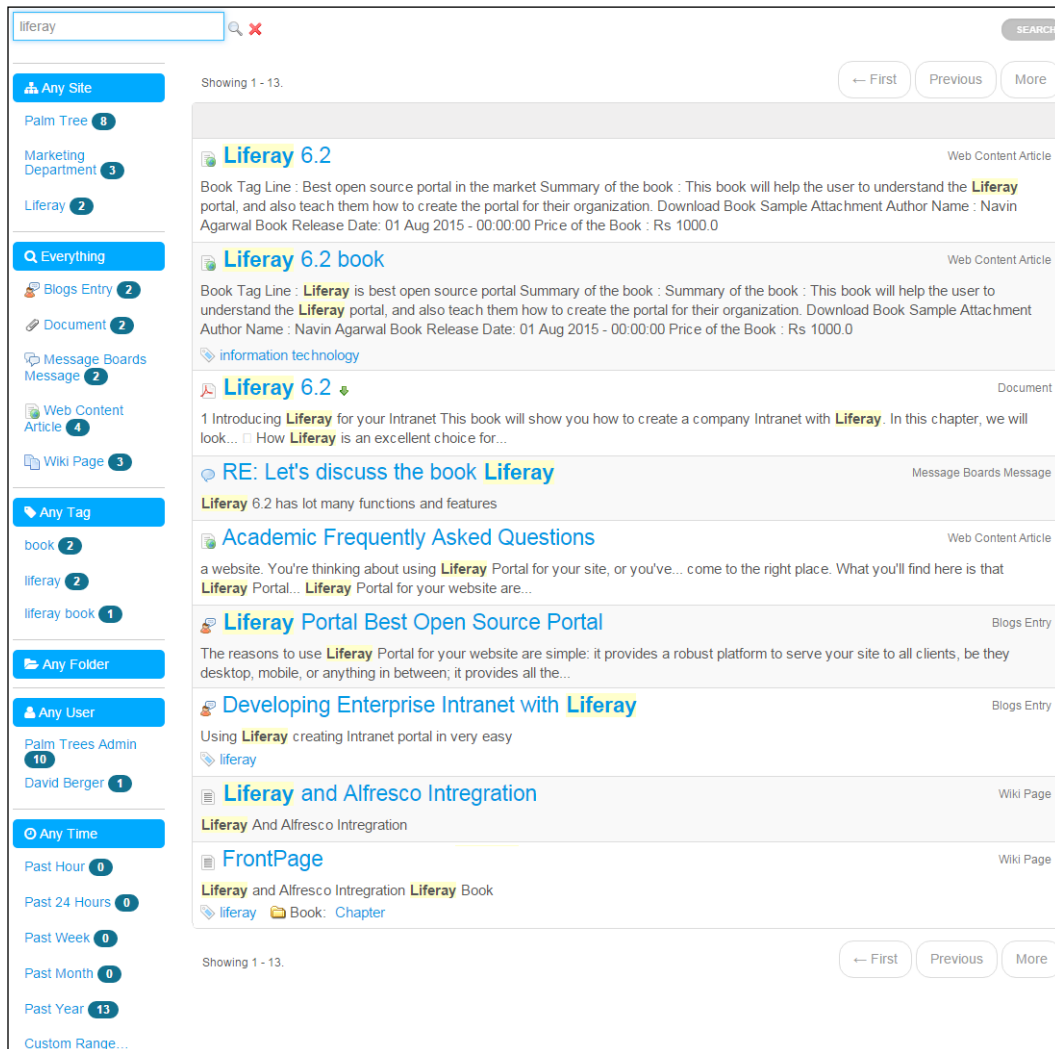 liferay
SEARCH
Any Site
Palm Tree 8
Marketing
Department 3
Liferay 2
Everything
Blogs Entry 2
Document 2
Message Boards
Message 2
Web Content
Article 4
Wiki Page 3
Any Tag
book 2
liferay 2
liferay book 1
Any Folder
Any User
Palm Trees Admin
10
David Berger 1
Any Time
Past Hour 0
Past 24 Hours 0
Past Week 0
Past Month 0
Past Year 13
Custom Range...
Showing 1 - 13.
← First Previous More
Liferay 6.2 Web Content Article
Book Tag Line : Best open source portal in the market Summary of the book : This book will help the user to understand the Liferay
portal, and also teach them how to create the portal for their organization. Download Book Sample Attachment Author Name : Navin
Agarwal Book Release Date: 01 Aug 2015 - 00:00:00 Price of the Book : Rs 1000.0
Liferay 6.2 book Web Content Article
Book Tag Line : Liferay is best open source portal Summary of the book : Summary of the book : This book will help the user to
understand the Liferay portal, and also teach them how to create the portal for their organization. Download Book Sample Attachment
Author Name : Navin Agarwal Book Release Date: 01 Aug 2015 - 00:00:00 Price of the Book : Rs 1000.0
information technology
Liferay 6.2 Document
1 Introducing Liferay for your Intranet This book will show you how to create a company Intranet with Liferay. In this chapter, we will
look... How Liferay is an excellent choice for...
RE: Let's discuss the book Liferay Message Boards Message
Liferay 6.2 has lot many functions and features
Academic Frequently Asked Questions Web Content Article
a website. You're thinking about using Liferay Portal for your site, or you've... come to the right place. What you'll find here is that
Liferay Portal... Liferay Portal for your website are...
Liferay Portal Best Open Source Portal Blogs Entry
The reasons to use Liferay Portal for your website are simple: it provides a robust platform to serve your site to all clients, be they
desktop, mobile, or anything in between; it provides all the...
Developing Enterprise Intranet with Liferay Blogs Entry
Using Liferay creating Intranet portal in very easy
liferay
Liferay and Alfresco Intregration Wiki Page
Liferay And Alfresco Intregration
FrontPage Wiki Page
Liferay and Alfresco Intregration Liferay Book
liferay Book: Chapter
Showing 1 - 13.
← First Previous More